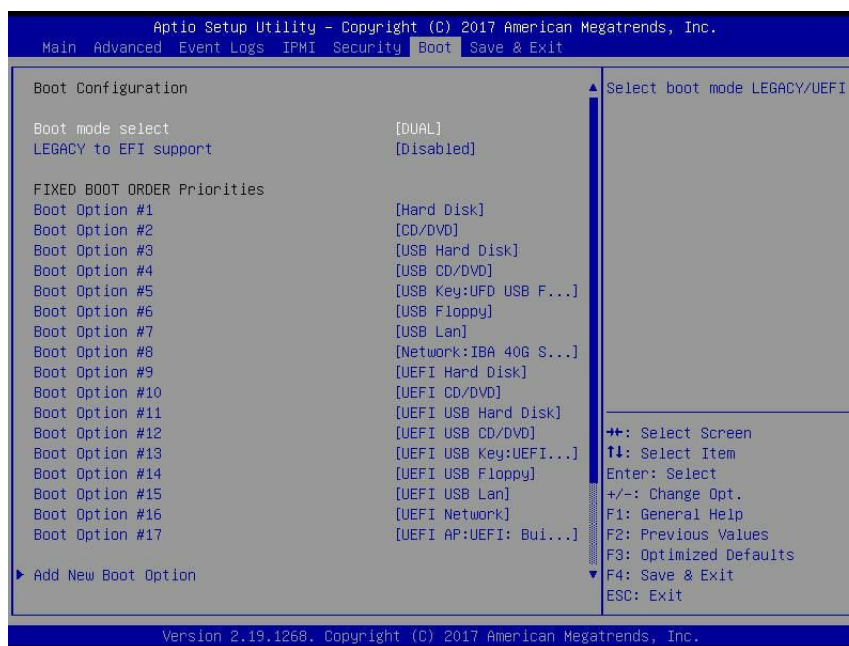 Aptio Setup Utility – Copyright (C) 2017 American Megatrends, Inc.
Main Advanced Event Logs IPMI Security Boot Save & Exit
Boot Configuration
Boot mode select [DUAL]
LEGACY to EFI support [Disabled]
FIXED BOOT ORDER Priorities
Boot Option #1 [Hard Disk]
Boot Option #2 [CD/DVD]
Boot Option #3 [USB Hard Disk]
Boot Option #4 [USB CD/DVD]
Boot Option #5 [USB Key:UFD USB F...]
Boot Option #6 [USB Floppy]
Boot Option #7 [USB Lan]
Boot Option #8 [Network:IBA 40G S...]
Boot Option #9 [UEFI Hard Disk]
Boot Option #10 [UEFI CD/DVD]
Boot Option #11 [UEFI USB Hard Disk]
Boot Option #12 [UEFI USB CD/DVD]
Boot Option #13 [UEFI USB Key:UEFI...]
Boot Option #14 [UEFI USB Floppy]
Boot Option #15 [UEFI USB Lan]
Boot Option #16 [UEFI Network]
Boot Option #17 [UEFI AP:UEFI: Bui...]
Add New Boot Option
Select boot mode LEGACY/UEFI
→←: Select Screen
↑↓: Select Item
Enter: Select
+/-: Change Opt.
F1: General Help
F2: Previous Values
F3: Optimized Defaults
F4: Save & Exit
ESC: Exit
Version 2.19.1268. Copyright (C) 2017 American Megatrends, Inc.